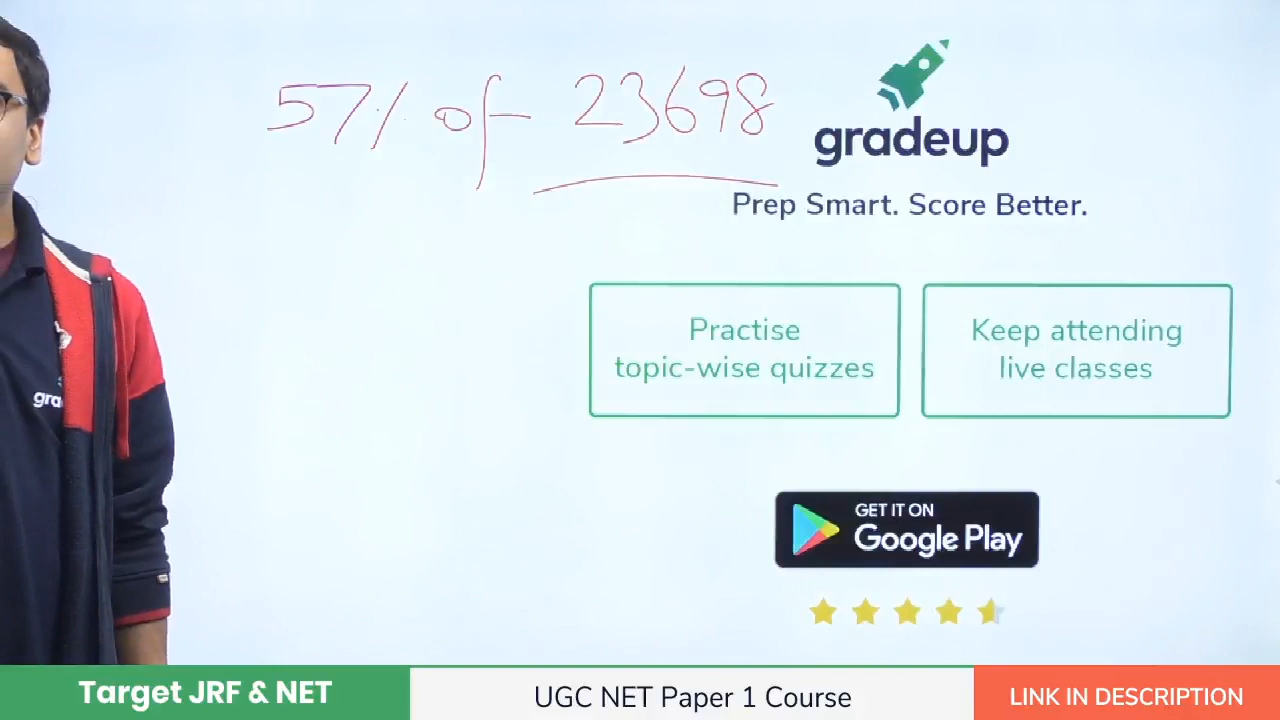 57% of 23698
gradeup
Prep Smart. Score Better.
Practise
topic-wise quizzes
Keep attending
live classes
GET IT ON
Google Play
gra
Target JRF & NET
UGC NET Paper 1 Course
LINK IN DESCRIPTION